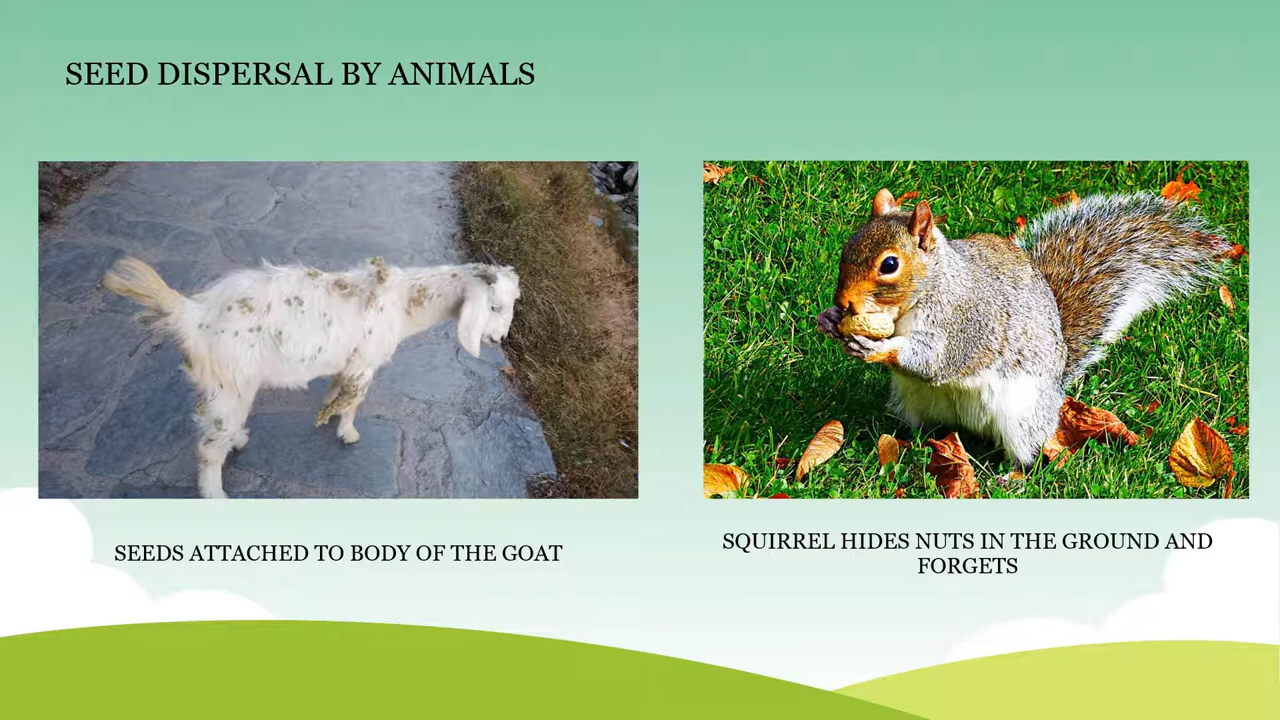 SEED DISPERSAL BY ANIMALS
SEEDS ATTACHED TO BODY OF THE GOAT
SQUIRREL HIDES NUTS IN THE GROUND AND
FORGETS